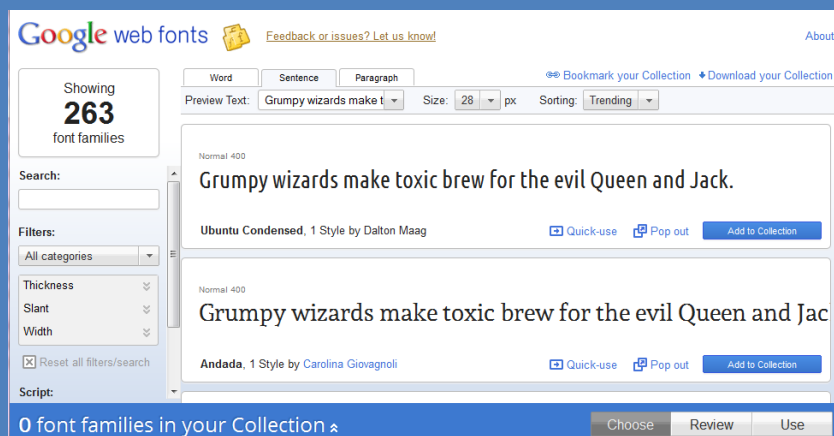 Google web fonts
Feedback or issues? Let us know!
About
Showing
263
font families
Word Sentence Paragraph
Bookmark your Collection Download your Collection
Preview Text: Grumpy wizards make t Size: 28 px Sorting: Trending
Search:
Filters:
All categories
Thickness
Slant
Width
Reset all filters/search
Script:
Normal 400
Grumpy wizards make toxic brew for the evil Queen and Jack.
Ubuntu Condensed, 1 Style by Dalton Maag
Quick-use Pop out Add to Collection
Normal 400
Grumpy wizards make toxic brew for the evil Queen and Jac
Andada, 1 Style by Carolina Giovagnoli
Quick-use Pop out Add to Collection
0 font families in your Collection
Choose Review Use